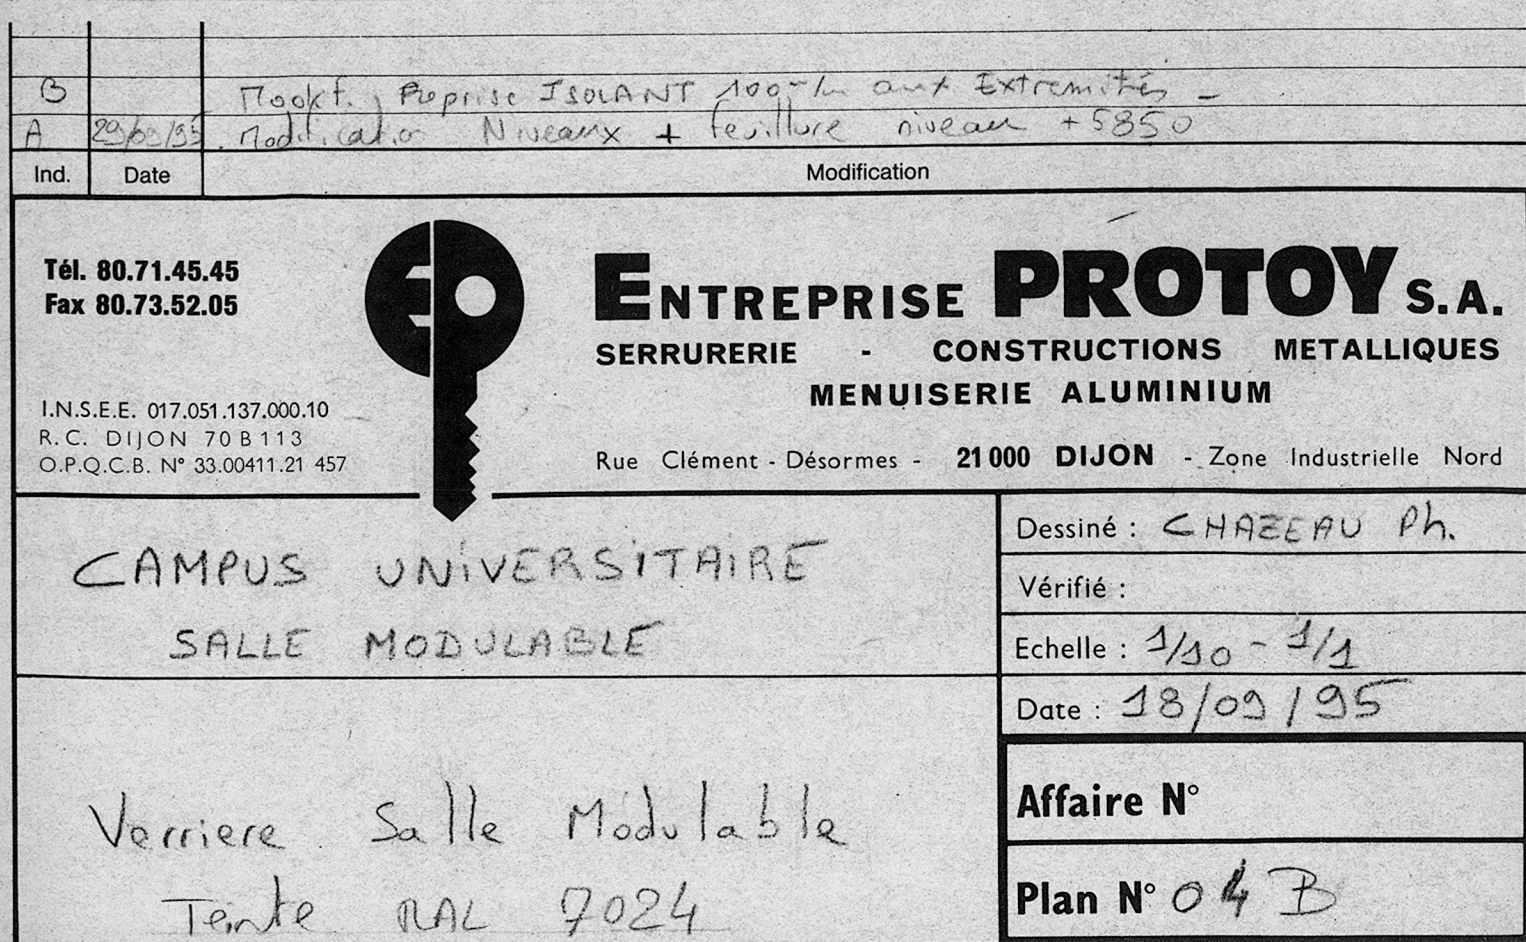 B Modif. Reprise ISOLANT 100 aux Extremités -
A 29/09/95 Modification Niveaux + feuillure niveau +5850
Ind. Date Modification
Tél. 80.71.45.45
Fax 80.73.52.05
I.N.S.E.E. 017.051.137.000.10
R.C. DIJON 70 B 113
O.P.Q.C.B. N° 33.00411.21 457
EP
ENTREPRISE PROTOY S.A.
SERRURERIE - CONSTRUCTIONS METALLIQUES
MENUISERIE ALUMINIUM
Rue Clément - Désormes - 21 000 DIJON - Zone Industrielle Nord
CAMPUS UNIVERSITAIRE
SALLE MODULABLE
Dessiné : CHAZEAU Ph.
Vérifié :
Echelle : 1/10 - 1/1
Date : 18/09/95
Verriere Salle Modulable
Teinte RAL 7024
Affaire N°
Plan N° 04 B